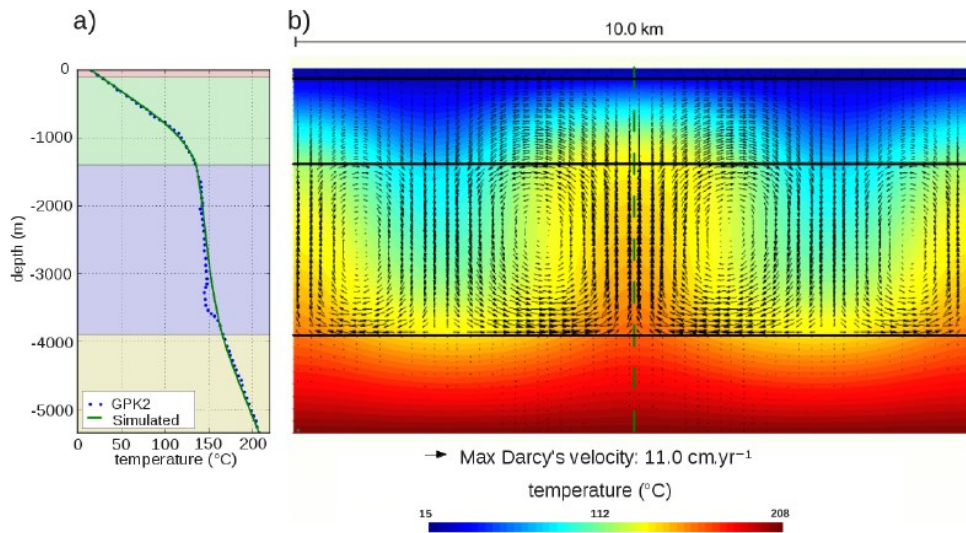 a)
b)
10.0 km
0
-1000
-2000
-3000
-4000
-5000
depth (m)
GPK2
Simulated
0 50 100 150 200
temperature (°C)
Max Darcy's velocity: 11.0 cm.yr⁻¹
temperature (°C)
15 112 208